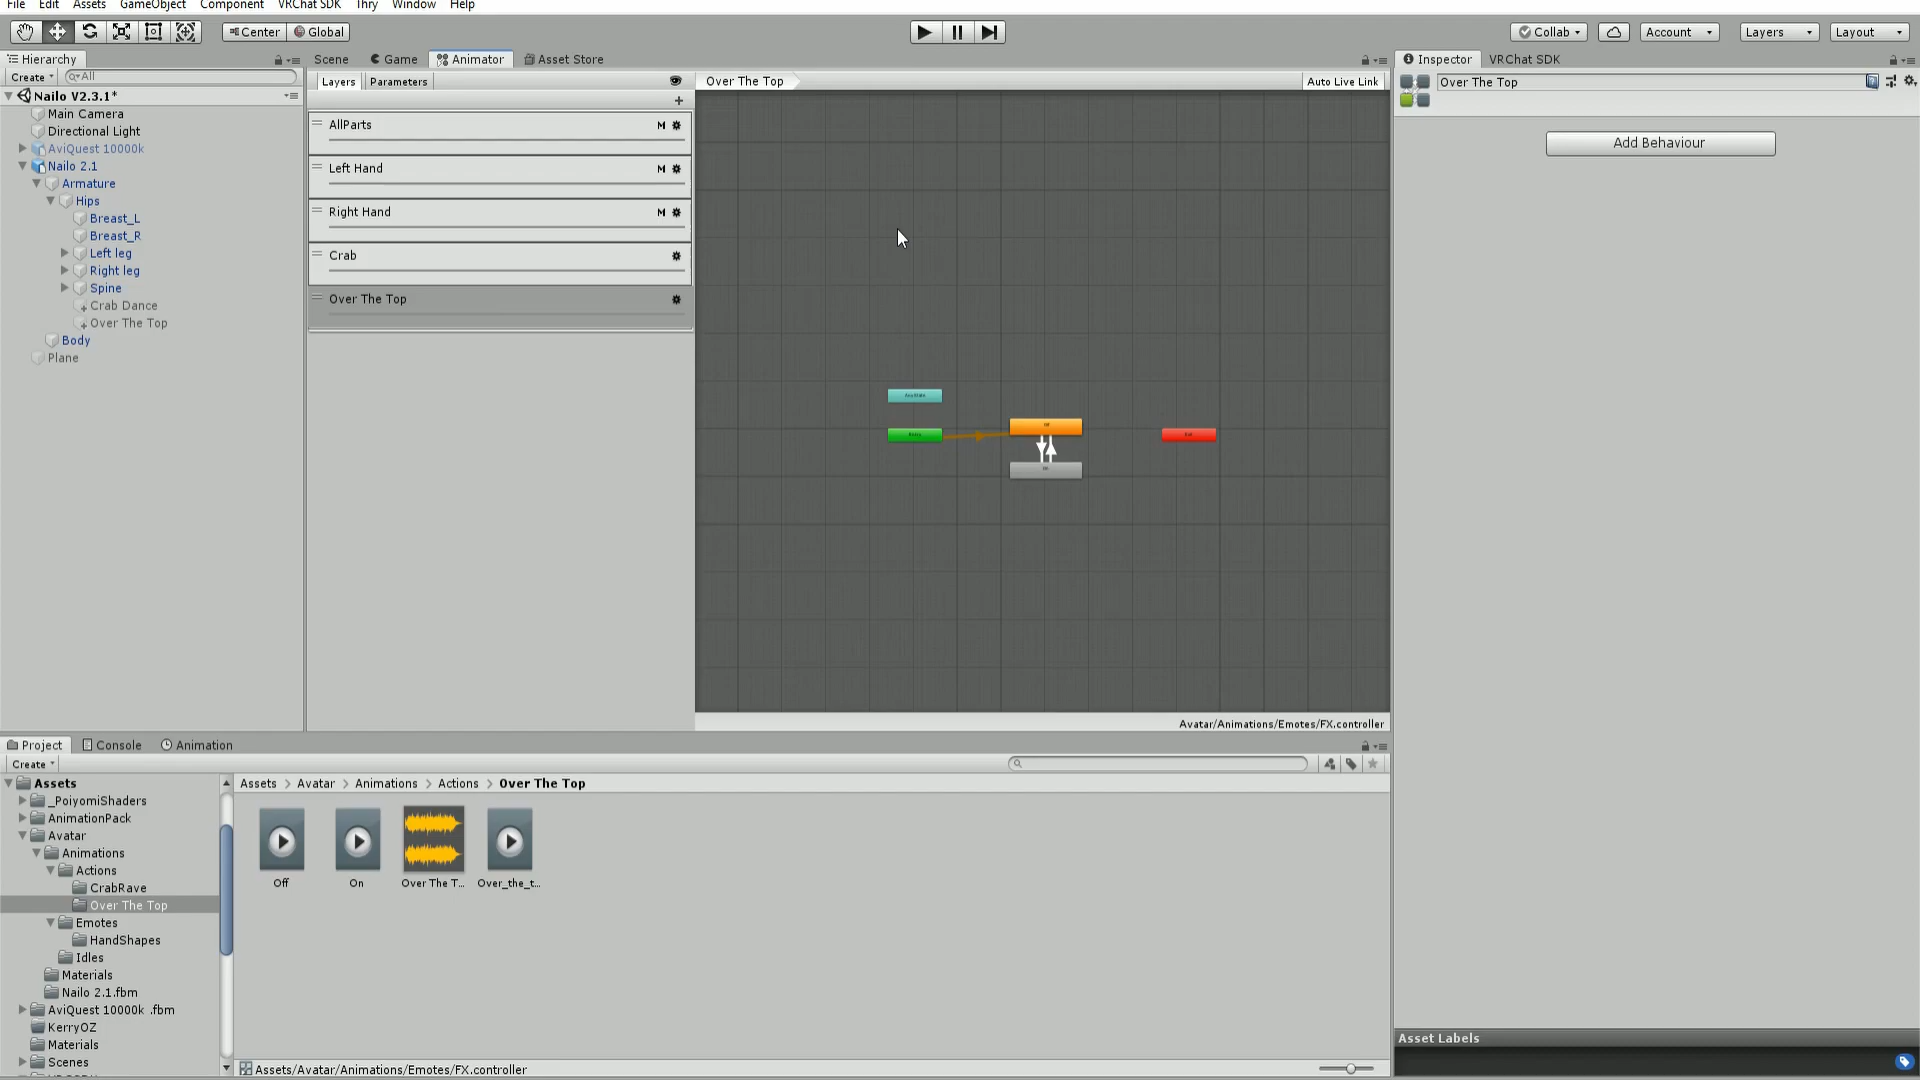 File Edit Assets GameObject Component VRChat SDK Thry Window Help
Center Global Collab Account Layers Layout
Hierarchy
Create All
Nailo V2.3.1*
Main Camera
Directional Light
AviQuest 10000k
Nailo 2.1
Armature
Hips
Breast_L
Breast_R
Left leg
Right leg
Spine
Crab Dance
Over The Top
Body
Plane
Scene Game Animator Asset Store
Layers Parameters
AllParts M
Left Hand M
Right Hand M
Crab
Over The Top
Over The Top Auto Live Link
Avatar/Animations/Emotes/FX.controller
Inspector VRChat SDK
Over The Top
Add Behaviour
Asset Labels
Project Console Animation
Create
Assets
_PoiyomiShaders
AnimationPack
Avatar
Animations
Actions
CrabRave
Over The Top
Emotes
HandShapes
Idles
Materials
Nailo 2.1.fbm
AviQuest 10000k .fbm
KerryOZ
Materials
Scenes
Assets > Avatar > Animations > Actions > Over The Top
Off On Over The T... Over_the_t...
Assets/Avatar/Animations/Emotes/FX.controller